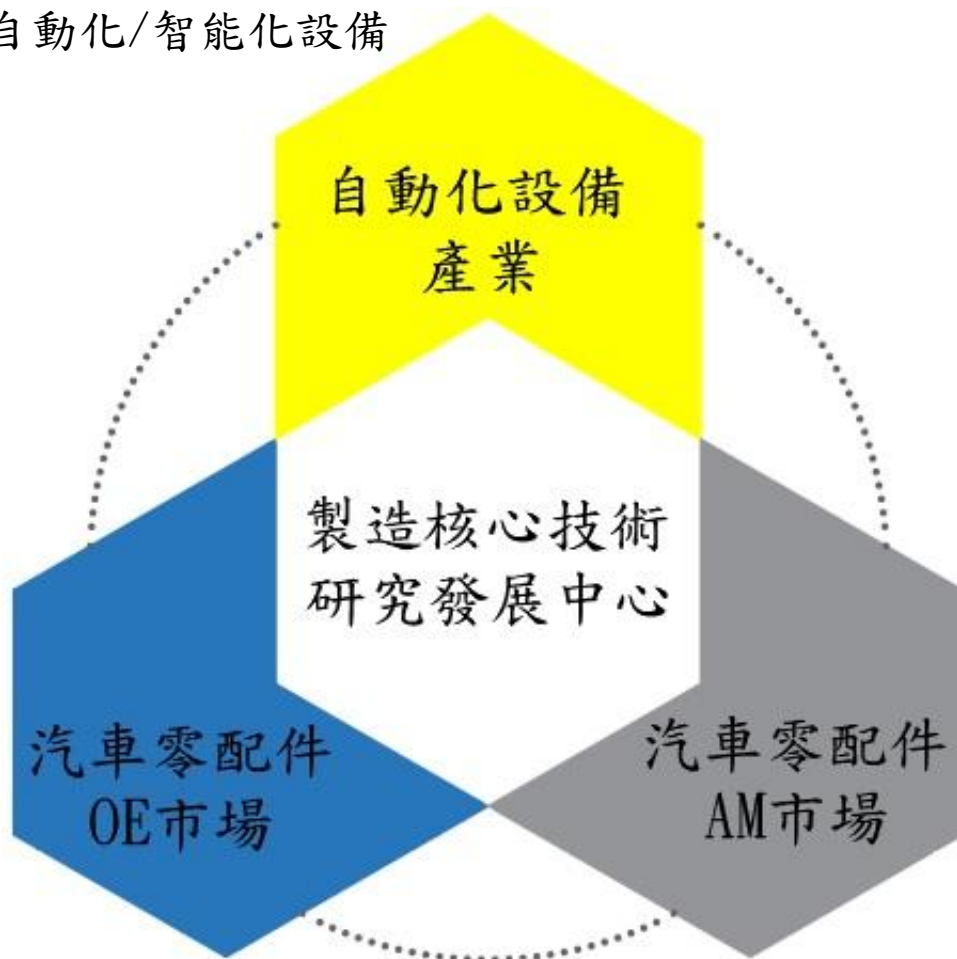 自動化/智能化設備
自動化設備
產業
製造核心技術
研究發展中心
汽車零配件
OE市場
汽車零配件
AM市場